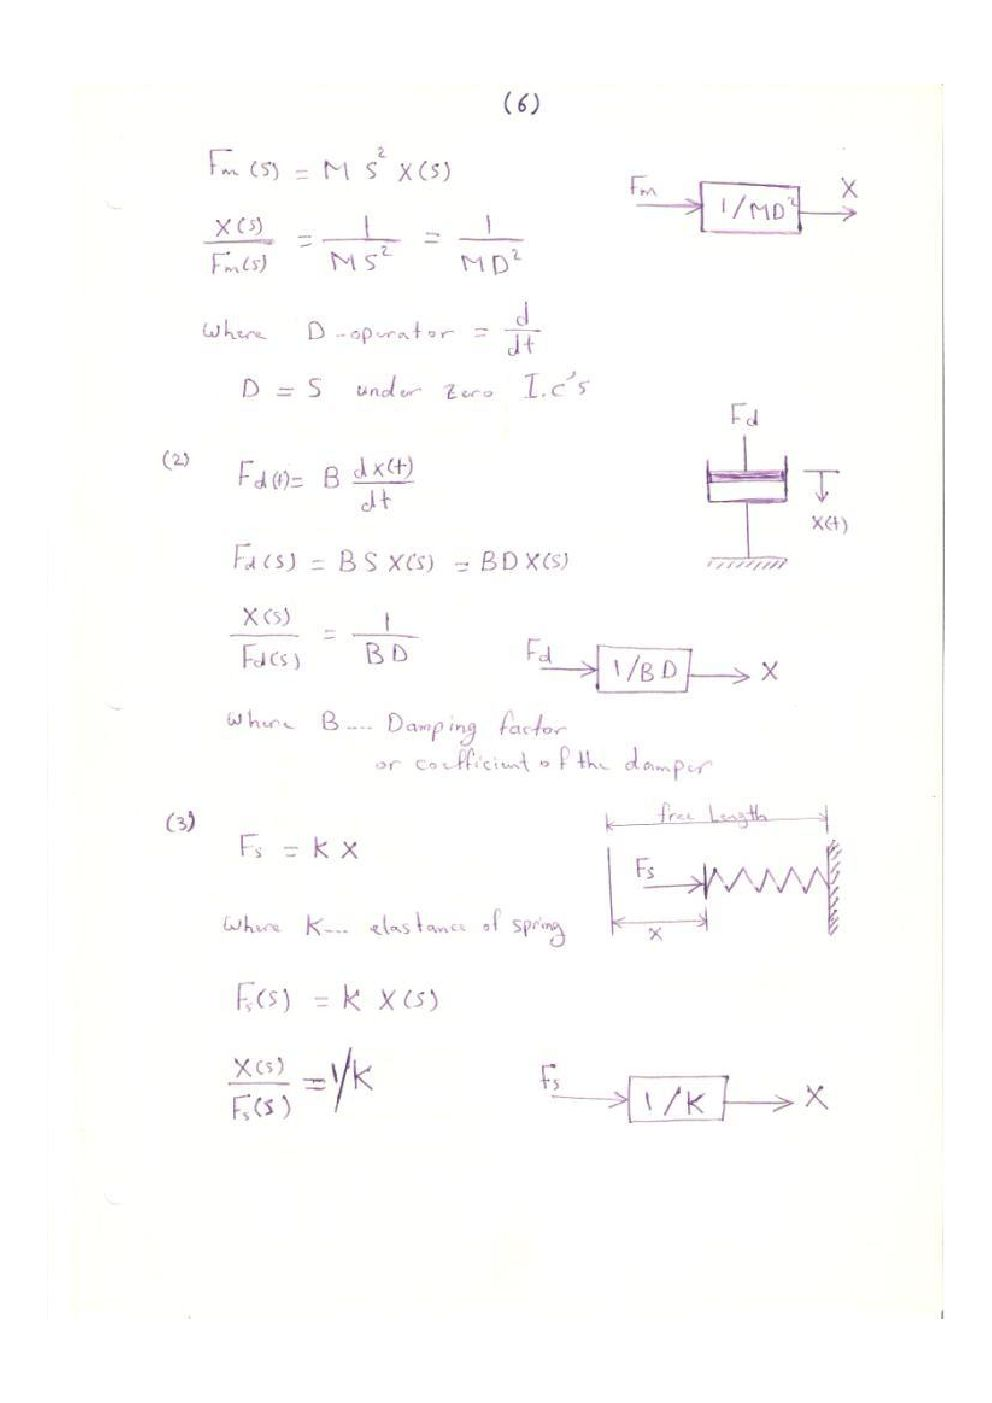 (6)
Fm(S) = M S² X(S)
Fm 1/MD² X
X(S)/Fm(S) = 1/MS² = 1/MD²
where D-operator = d/dt
D = S under zero I.c's
Fd
(2) Fd(t) = B dx(t)/dt
X(t)
Fd(S) = BS X(S) = BD X(S)
X(S)/Fd(S) = 1/BD
Fd 1/BD X
where B.... Damping factor
or coefficient of the damper
(3)
free Length
Fs = K X
Fs
where K... elastance of spring
x
Fs(S) = K X(S)
X(S)/Fs(S) = 1/K
Fs 1/K X